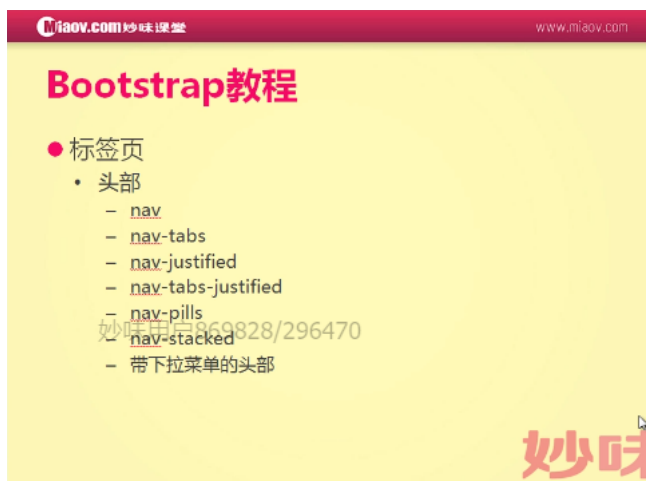 Miaov.com妙味课堂
www.miaov.com
Bootstrap教程
标签页
头部
– nav
– nav-tabs
– nav-justified
– nav-tabs-justified
– nav-pills
妙味用户869828/296470
– nav-stacked
– 带下拉菜单的头部
妙味